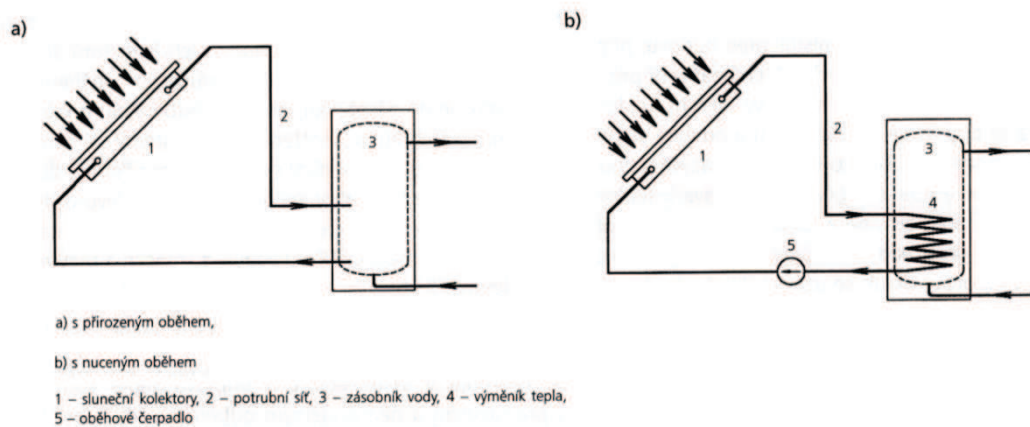 a)
b)
2
1
3
2
1
3
4
5
a) s přirozeným oběhem,
b) s nuceným oběhem
1 – sluneční kolektory, 2 – potrubní síť, 3 – zásobník vody, 4 – výměník tepla,
5 – oběhové čerpadlo